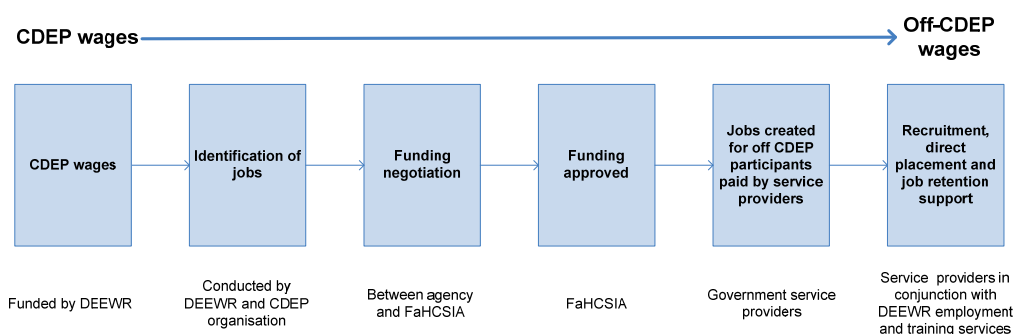 CDEP wages
Off-CDEP
wages
CDEP wages
Identification of
jobs
Funding
negotiation
Funding
approved
Jobs created
for off CDEP
participants
paid by service
providers
Recruitment,
direct
placement and
job retention
support
Funded by DEEWR
Conducted by
DEEWR and CDEP
organisation
Between agency
and FaHCSIA
FaHCSIA
Government service
providers
Service providers in
conjunction with
DEEWR employment
and training services